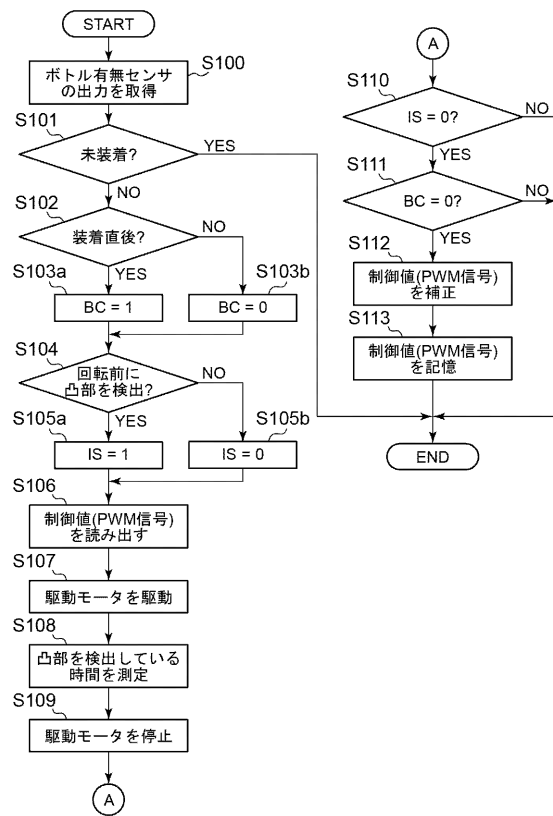 START
S100
ボトル有無センサ
の出力を取得
S101
未装着?
YES
NO
S102
装着直後?
NO
YES
S103a
BC = 1
S103b
BC = 0
S104
回転前に
凸部を検出?
NO
YES
S105a
IS = 1
S105b
IS = 0
S106
制御値(PWM信号)
を読み出す
S107
駆動モータを駆動
S108
凸部を検出している
時間を測定
S109
駆動モータを停止
A
A
S110
IS = 0?
NO
YES
S111
BC = 0?
NO
YES
S112
制御値(PWM信号)
を補正
S113
制御値(PWM信号)
を記憶
END